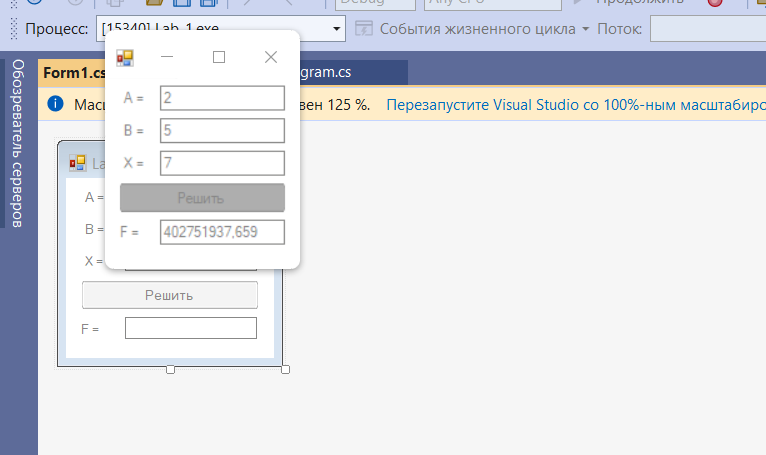 Debug Any CPU Продолжить
Процесс: [15340] Lab_1.exe События жизненного цикла Поток:
Обозреватель серверов
Form1.cs
gram.cs
Мас вен 125 %. Перезапустите Visual Studio со 100%-ным масштабиро
A = 2
B = 5
X = 7
Решить
F = 402751937,659
La
A =
B =
X =
Решить
F =